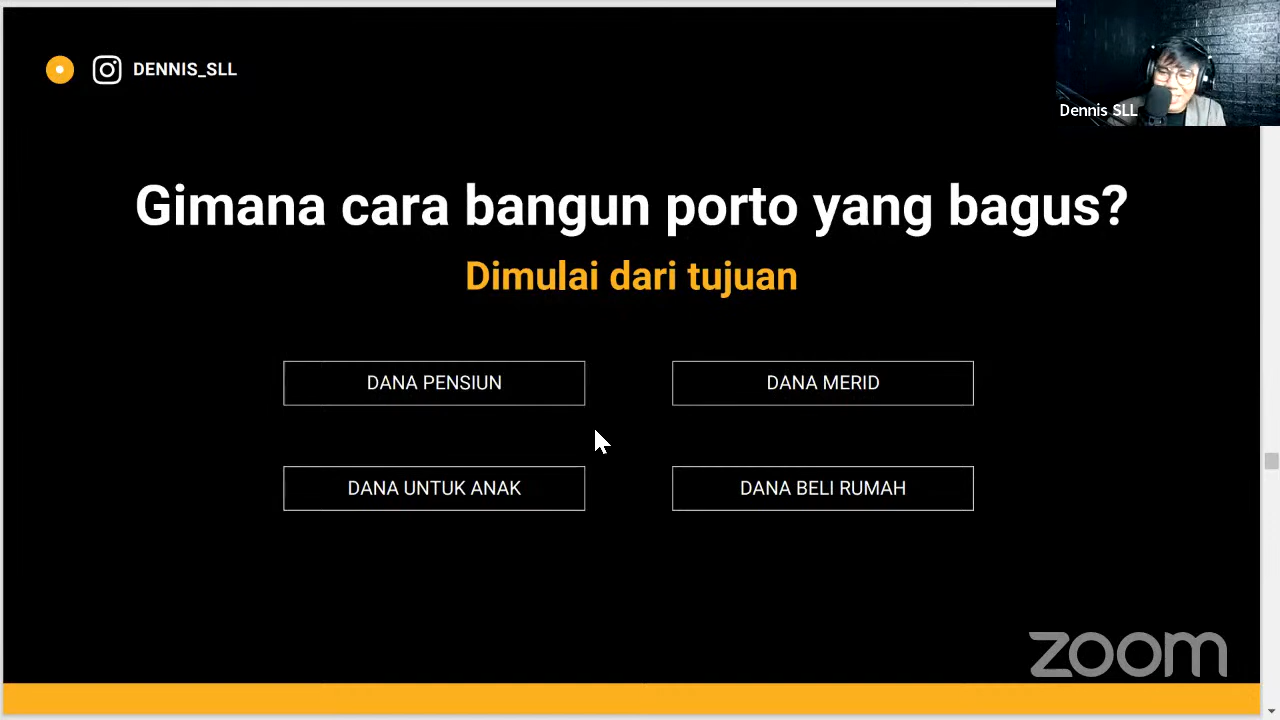 DENNIS_SLL
Dennis SLL
Gimana cara bangun porto yang bagus?
Dimulai dari tujuan
DANA PENSIUN
DANA MERID
DANA UNTUK ANAK
DANA BELI RUMAH
zoom